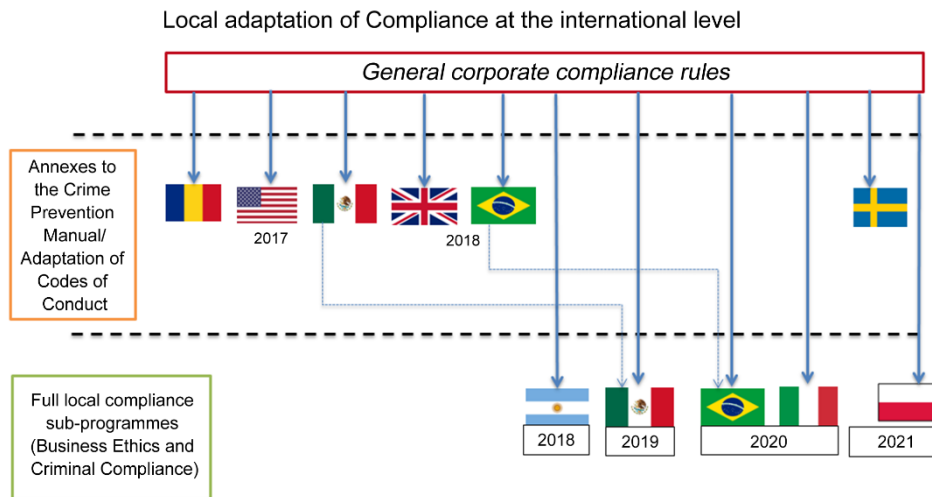 Local adaptation of Compliance at the international level
General corporate compliance rules
Annexes to
the Crime
Prevention
Manual/
Adaptation of
Codes of
Conduct
2017
2018
Full local compliance
sub-programmes
(Business Ethics and
Criminal Compliance)
2018
2019
2020
2021